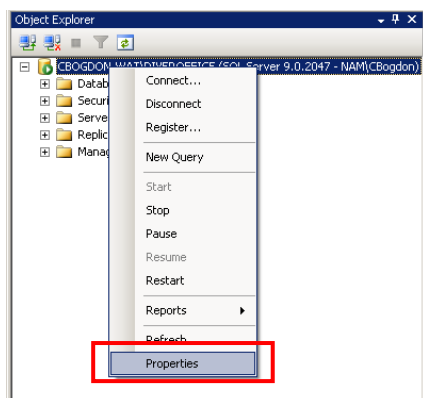 Object Explorer
CBOGDON-WAT\RIVEROFFICE (SQL Server 9.0.2047 - NAM\CBogdon)
Datab
Securi
Serve
Replic
Manag
Connect...
Disconnect
Register...
New Query
Start
Stop
Pause
Resume
Restart
Reports
Refresh
Properties